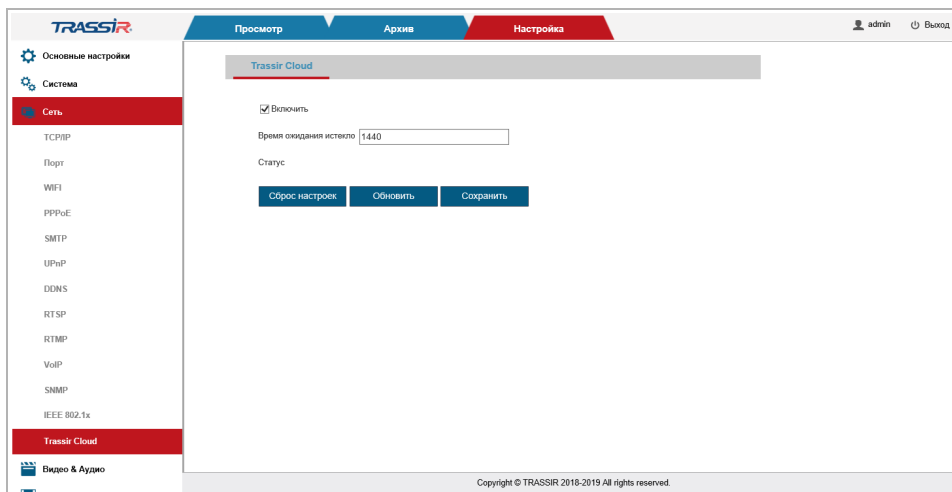 TRASSIR
Просмотр
Архив
Настройка
admin
Выход
Основные настройки
Система
Сеть
TCP/IP
Порт
WIFI
PPPoE
SMTP
UPnP
DDNS
RTSP
RTMP
VoIP
SNMP
IEEE 802.1x
Trassir Cloud
Видео & Аудио
Trassir Cloud
Включить
Время ожидания истекло 1440
Статус
Сброс настроек
Обновить
Сохранить
Copyright © TRASSIR 2018-2019 All rights reserved.